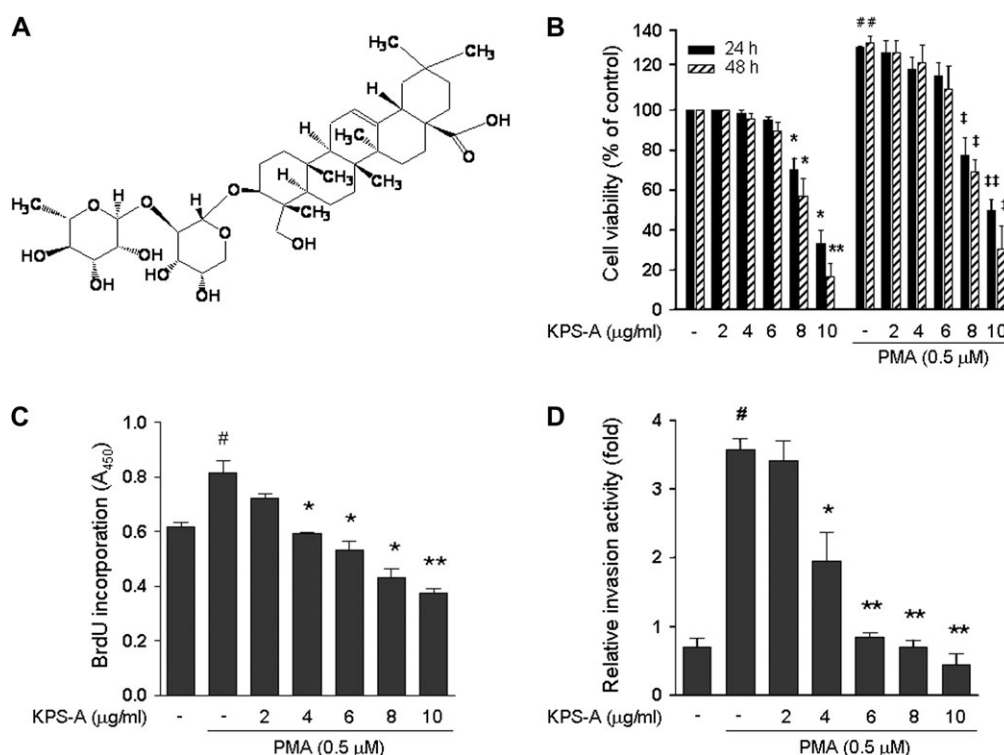 A
CH₃
CH₃
H
OH
O
H
CH₃
CH₃
CH₃
H
CH₃
OH
H
H
O
O
CH₃
O
O
HO
OH
OH
OH
OH
B
Cell viability (% of control)
140
120
100
80
60
40
20
0
24 h
48 h
* * * **
## ‡ ‡ ‡‡ ‡
KPS-A (μg/ml) - 2 4 6 8 10 - 2 4 6 8 10
PMA (0.5 μM)
C
BrdU incorporation (A₄₅₀)
1.0
0.8
0.6
0.4
0.2
0.0
# * * * **
KPS-A (μg/ml) - - 2 4 6 8 10
PMA (0.5 μM)
D
Relative invasion activity (fold)
4
3
2
1
0
# * ** ** **
KPS-A (μg/ml) - - 2 4 6 8 10
PMA (0.5 μM)